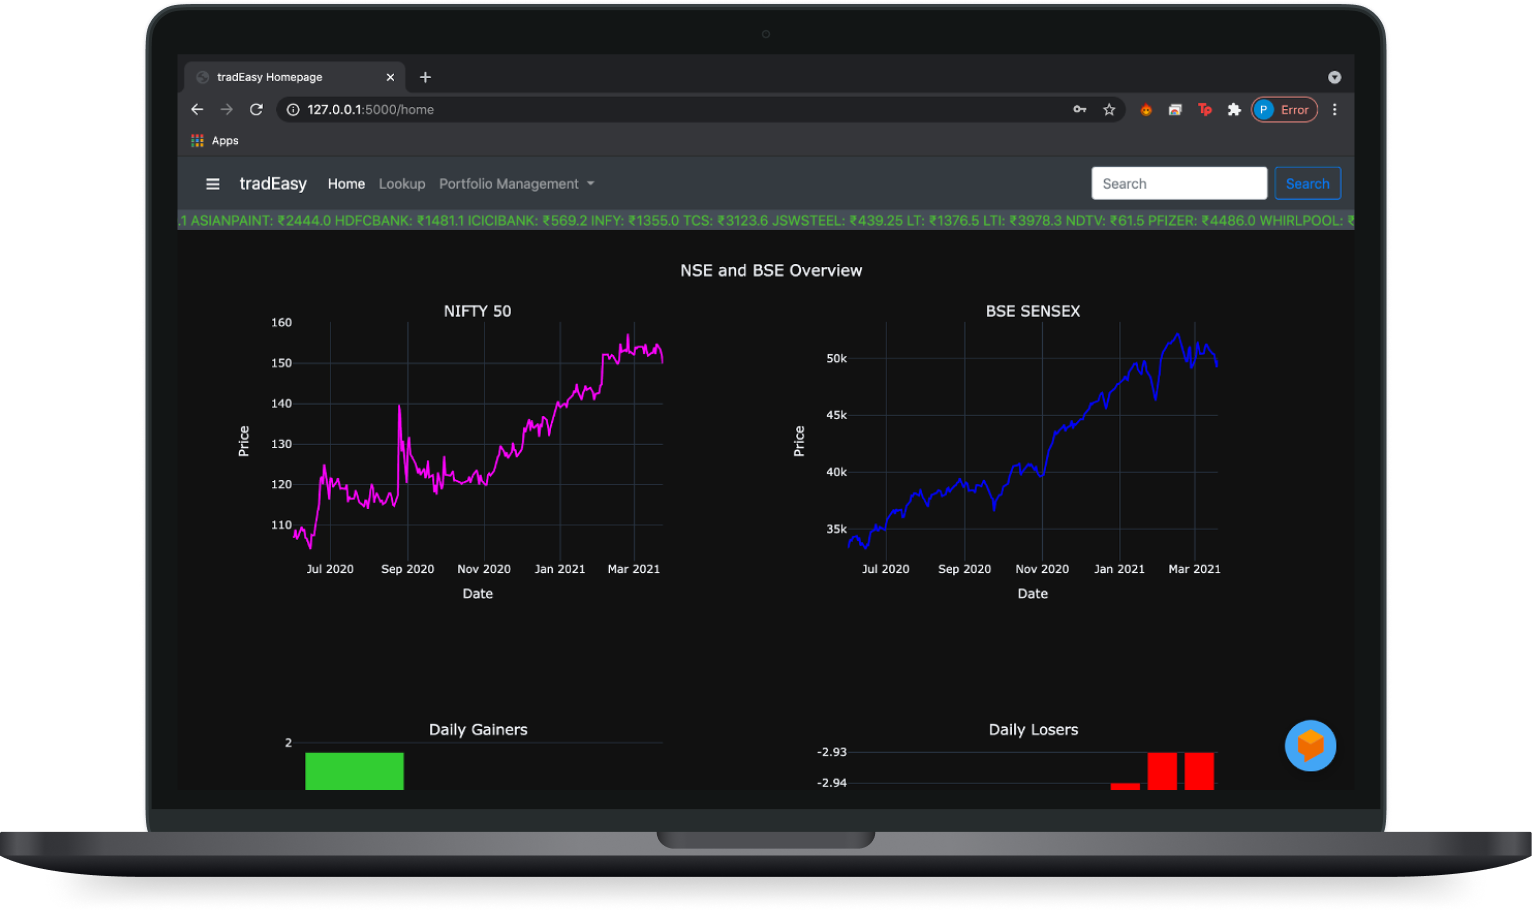 tradEasy Homepage
127.0.0.1:5000/home
P Error
Apps
tradEasy Home Lookup Portfolio Management Search Search
.1 ASIANPAINT: ₹2444.0 HDFCBANK: ₹1481.1 ICICIBANK: ₹569.2 INFY: ₹1355.0 TCS: ₹3123.6 JSWSTEEL: ₹439.25 LT: ₹1376.5 LTI: ₹3978.3 NDTV: ₹61.5 PFIZER: ₹4486.0 WHIRLPOOL: ₹
NSE and BSE Overview
NIFTY 50
160
150
140
130
120
110
Price
Jul 2020 Sep 2020 Nov 2020 Jan 2021 Mar 2021
Date
BSE SENSEX
50k
45k
40k
35k
Price
Jul 2020 Sep 2020 Nov 2020 Jan 2021 Mar 2021
Date
Daily Gainers
2
Daily Losers
-2.93
-2.94